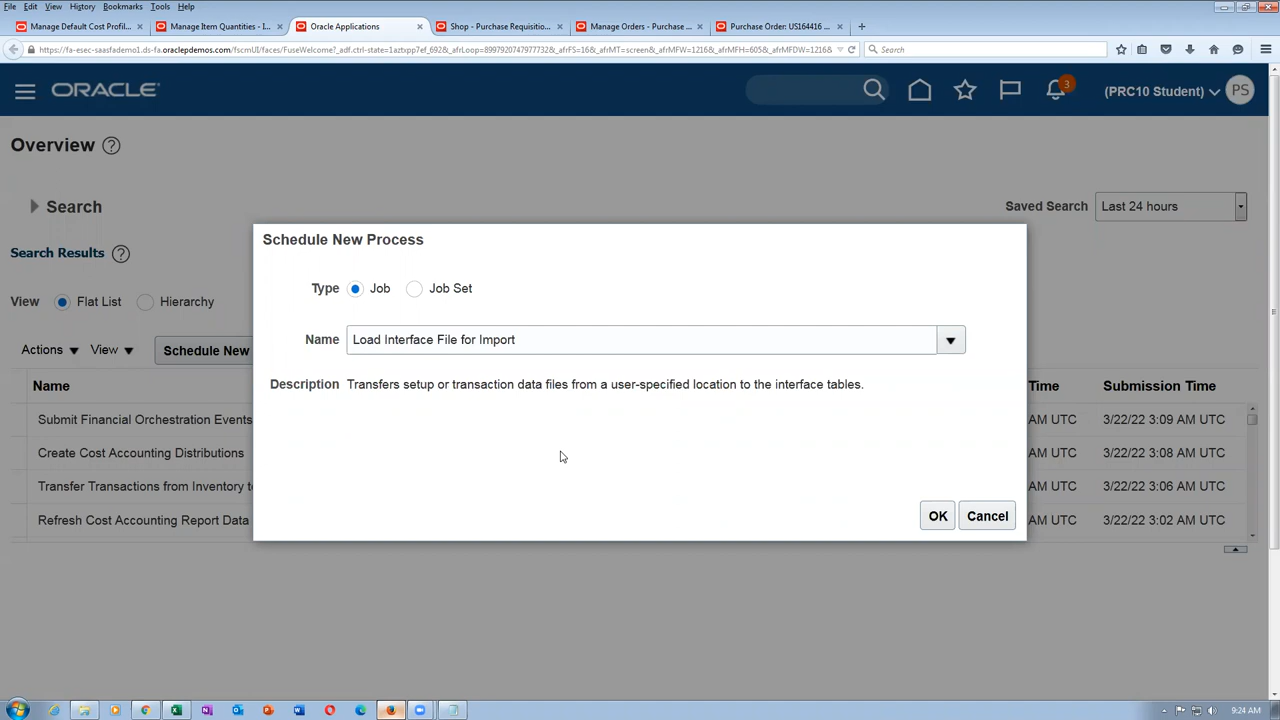 File Edit View History Bookmarks Tools Help
Manage Default Cost Profil... Manage Item Quantities - I... Oracle Applications Shop - Purchase Requisitio... Manage Orders - Purchase ... Purchase Order: US164416 ...
Search
ORACLE
3
(PRC10 Student)
PS
Overview
Search
Saved Search Last 24 hours
Search Results
View Flat List Hierarchy
Actions View Schedule New
Name Time Submission Time
Submit Financial Orchestration Events AM UTC 3/22/22 3:09 AM UTC
Create Cost Accounting Distributions AM UTC 3/22/22 3:08 AM UTC
Transfer Transactions from Inventory to AM UTC 3/22/22 3:06 AM UTC
Refresh Cost Accounting Report Data AM UTC 3/22/22 3:02 AM UTC
Schedule New Process
Type Job Job Set
Name Load Interface File for Import
Description Transfers setup or transaction data files from a user-specified location to the interface tables.
OK Cancel
9:24 AM